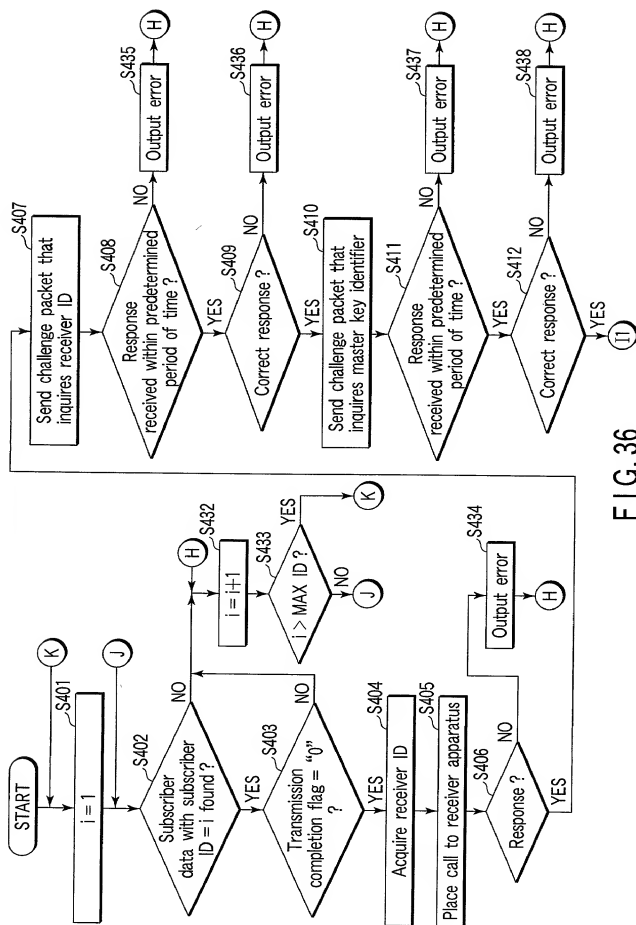 START
K
S401
i = 1
J
S402
Subscriber
data with subscriber
ID = i found ?
NO
YES
S403
Transmission
completion flag = “0”
?
NO
YES
S404
Acquire receiver ID
S405
Place call to receiver apparatus
S406
Response ?
NO
YES
H
S432
i = i+1
S433
i > MAX ID ?
YES
K
NO
J
S434
Output error
H
S407
Send challenge packet that
inquires receiver ID
S408
Response
received within predetermined
period of time ?
NO
S435
Output error
H
YES
S409
Correct response ?
NO
S436
Output error
H
YES
S410
Send challenge packet that
inquires master key identifier
S411
Response
received within predetermined
period of time ?
NO
S437
Output error
H
YES
S412
Correct response ?
NO
S438
Output error
H
YES
I1
FIG. 36